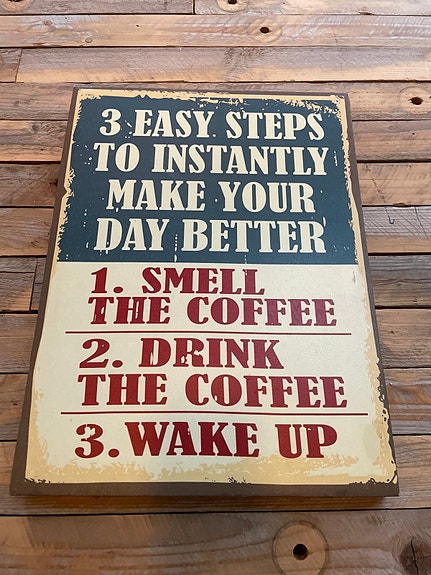 3 EASY STEPS
TO INSTANTLY
MAKE YOUR
DAY BETTER
1. SMELL
THE COFFEE
2. DRINK
THE COFFEE
3. WAKE UP